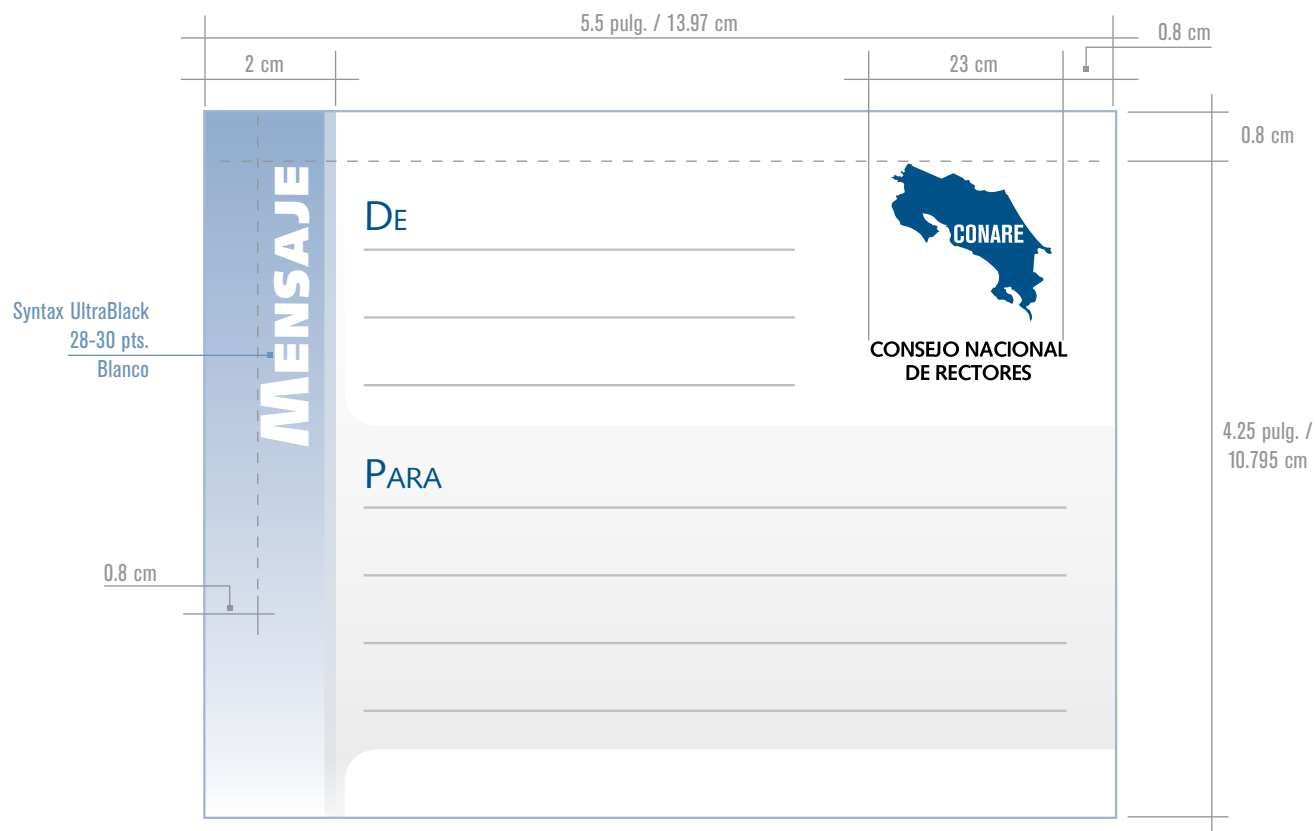 5.5 pulg. / 13.97 cm
0.8 cm
2 cm
23 cm
0.8 cm
MENSAJE
DE
CONARE
CONSEJO NACIONAL
DE RECTORES
Syntax UltraBlack
28-30 pts.
Blanco
4.25 pulg. /
10.795 cm
PARA
0.8 cm